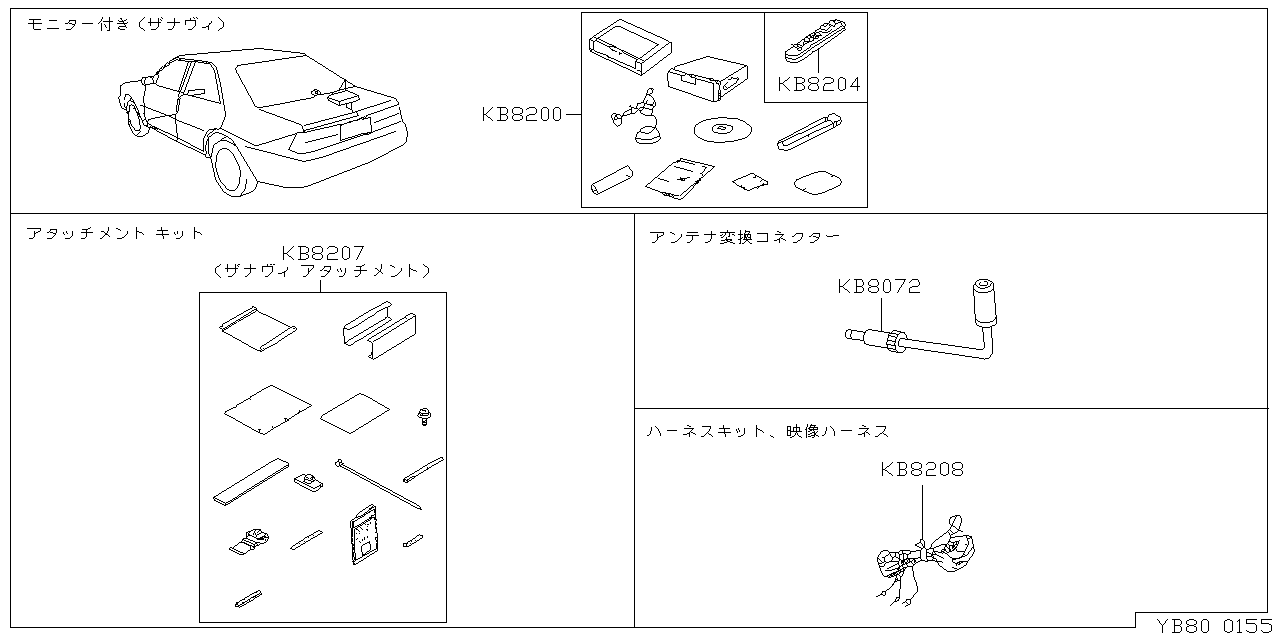 モニター付き（ザナヴィ）
KB8204
KB8200
アタッチメント キット
KB8207
（ザナヴィ アタッチメント）
アンテナ変換コネクター
KB8072
ハーネスキット、映像ハーネス
KB8208
YB80 0155